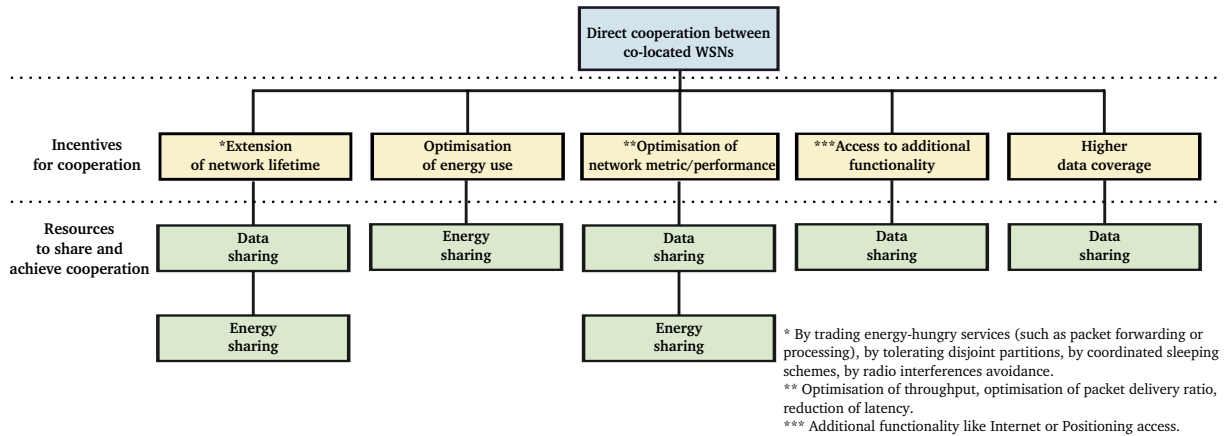 Direct cooperation between
co-located WSNs
Incentives
for cooperation
*Extension
of network lifetime
Optimisation
of energy use
**Optimisation of
network metric/performance
***Access to additional
functionality
Higher
data coverage
Resources
to share and
achieve cooperation
Data
sharing
Energy
sharing
Data
sharing
Data
sharing
Data
sharing
Energy
sharing
Energy
sharing
* By trading energy-hungry services (such as packet forwarding or
processing), by tolerating disjoint partitions, by coordinated sleeping
schemes, by radio interferences avoidance.
** Optimisation of throughput, optimisation of packet delivery ratio,
reduction of latency.
*** Additional functionality like Internet or Positioning access.